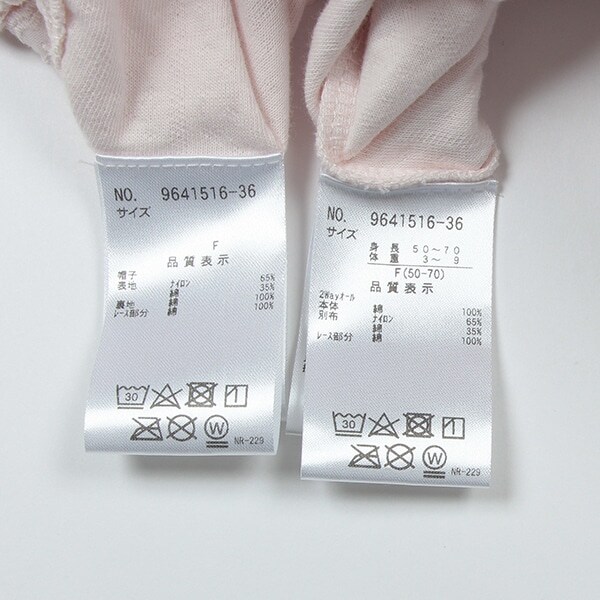 NO. 9641516-36
サイズ
F
品質表示
帽子
表地 ナイロン 65%
綿 35%
裏地 綿 100%
レース部分 綿 100%
30
NR-229
NO. 9641516-36
サイズ
身長 50～70
体重 3～9
F(50-70)
品質表示
2Wayオール
本体 綿 100%
別布 ナイロン 65%
綿 35%
レース部分 綿 100%
30
W
NR-229
W